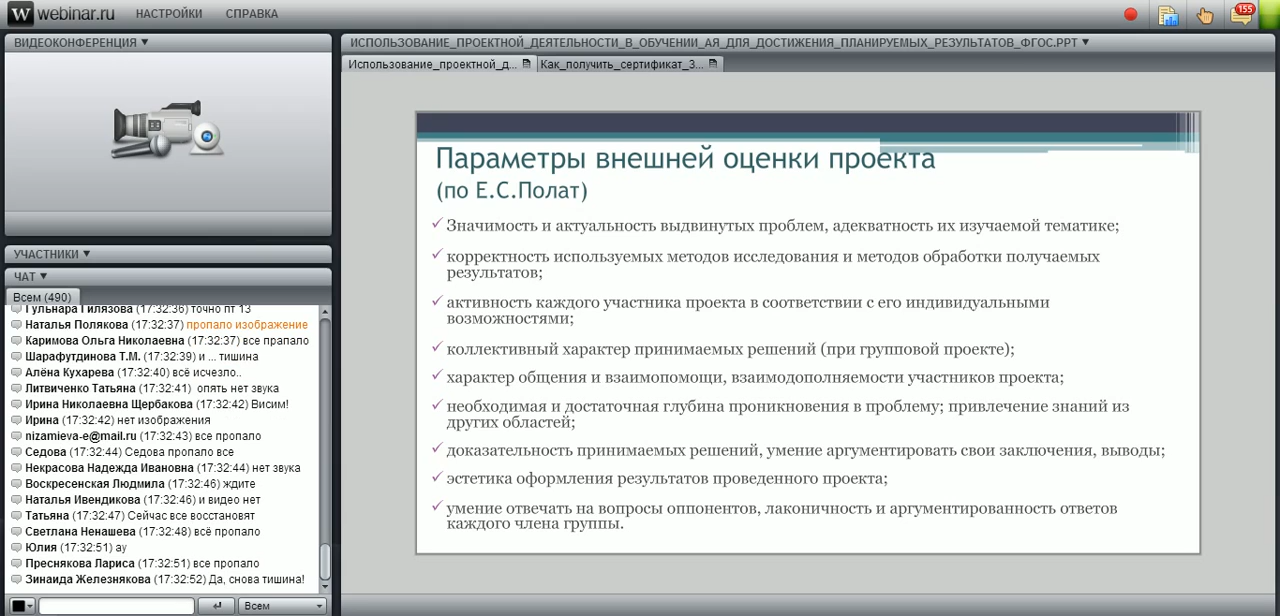 webinar.ru НАСТРОЙКИ СПРАВКА
155
ВИДЕОКОНФЕРЕНЦИЯ
УЧАСТНИКИ
ЧАТ
Всем (490)
Гульнара Гилязова (17:32:36) точно пт 13
Наталья Полякова (17:32:37) пропало изображение
Каримова Ольга Николаевна (17:32:37) все прапало
Шарафутдинова Т.М. (17:32:39) и ... тишина
Алёна Кухарева (17:32:40) всё исчезло..
Литвиченко Татьяна (17:32:41) опять нет звука
Ирина Николаевна Щербакова (17:32:42) Висим!
Ирина (17:32:42) нет изображения
nizamieva-e@mail.ru (17:32:43) все пропало
Седова (17:32:44) Седова пропало все
Некрасова Надежда Ивановна (17:32:44) нет звука
Воскресенская Людмила (17:32:46) ждите
Наталья Ивендикова (17:32:46) и видео нет
Татьяна (17:32:47) Сейчас все восстановят
Светлана Ненашева (17:32:48) всё пропало
Юлия (17:32:51) ау
Преснякова Лариса (17:32:51) все пропало
Зинаида Железнякова (17:32:52) Да, снова тишина!
Всем
ИСПОЛЬЗОВАНИЕ_ПРОЕКТНОЙ_ДЕЯТЕЛЬНОСТИ_В_ОБУЧЕНИИ_АЯ_ДЛЯ_ДОСТИЖЕНИЯ_ПЛАНИРУЕМЫХ_РЕЗУЛЬТАТОВ_ФГОС.PPT
Использование_проектной_д... Как_получить_сертификат_3...
Параметры внешней оценки проекта
(по Е.С.Полат)
Значимость и актуальность выдвинутых проблем, адекватность их изучаемой тематике;
корректность используемых методов исследования и методов обработки получаемых
результатов;
активность каждого участника проекта в соответствии с его индивидуальными
возможностями;
коллективный характер принимаемых решений (при групповой проекте);
характер общения и взаимопомощи, взаимодополняемости участников проекта;
необходимая и достаточная глубина проникновения в проблему; привлечение знаний из
других областей;
доказательность принимаемых решений, умение аргументировать свои заключения, выводы;
эстетика оформления результатов проведенного проекта;
умение отвечать на вопросы оппонентов, лаконичность и аргументированность ответов
каждого члена группы.